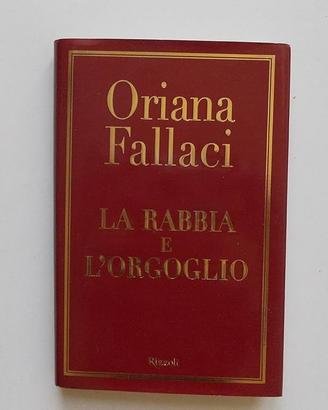 Oriana
Fallaci
LA RABBIA
E
L'ORGOGLIO
Rizzoli